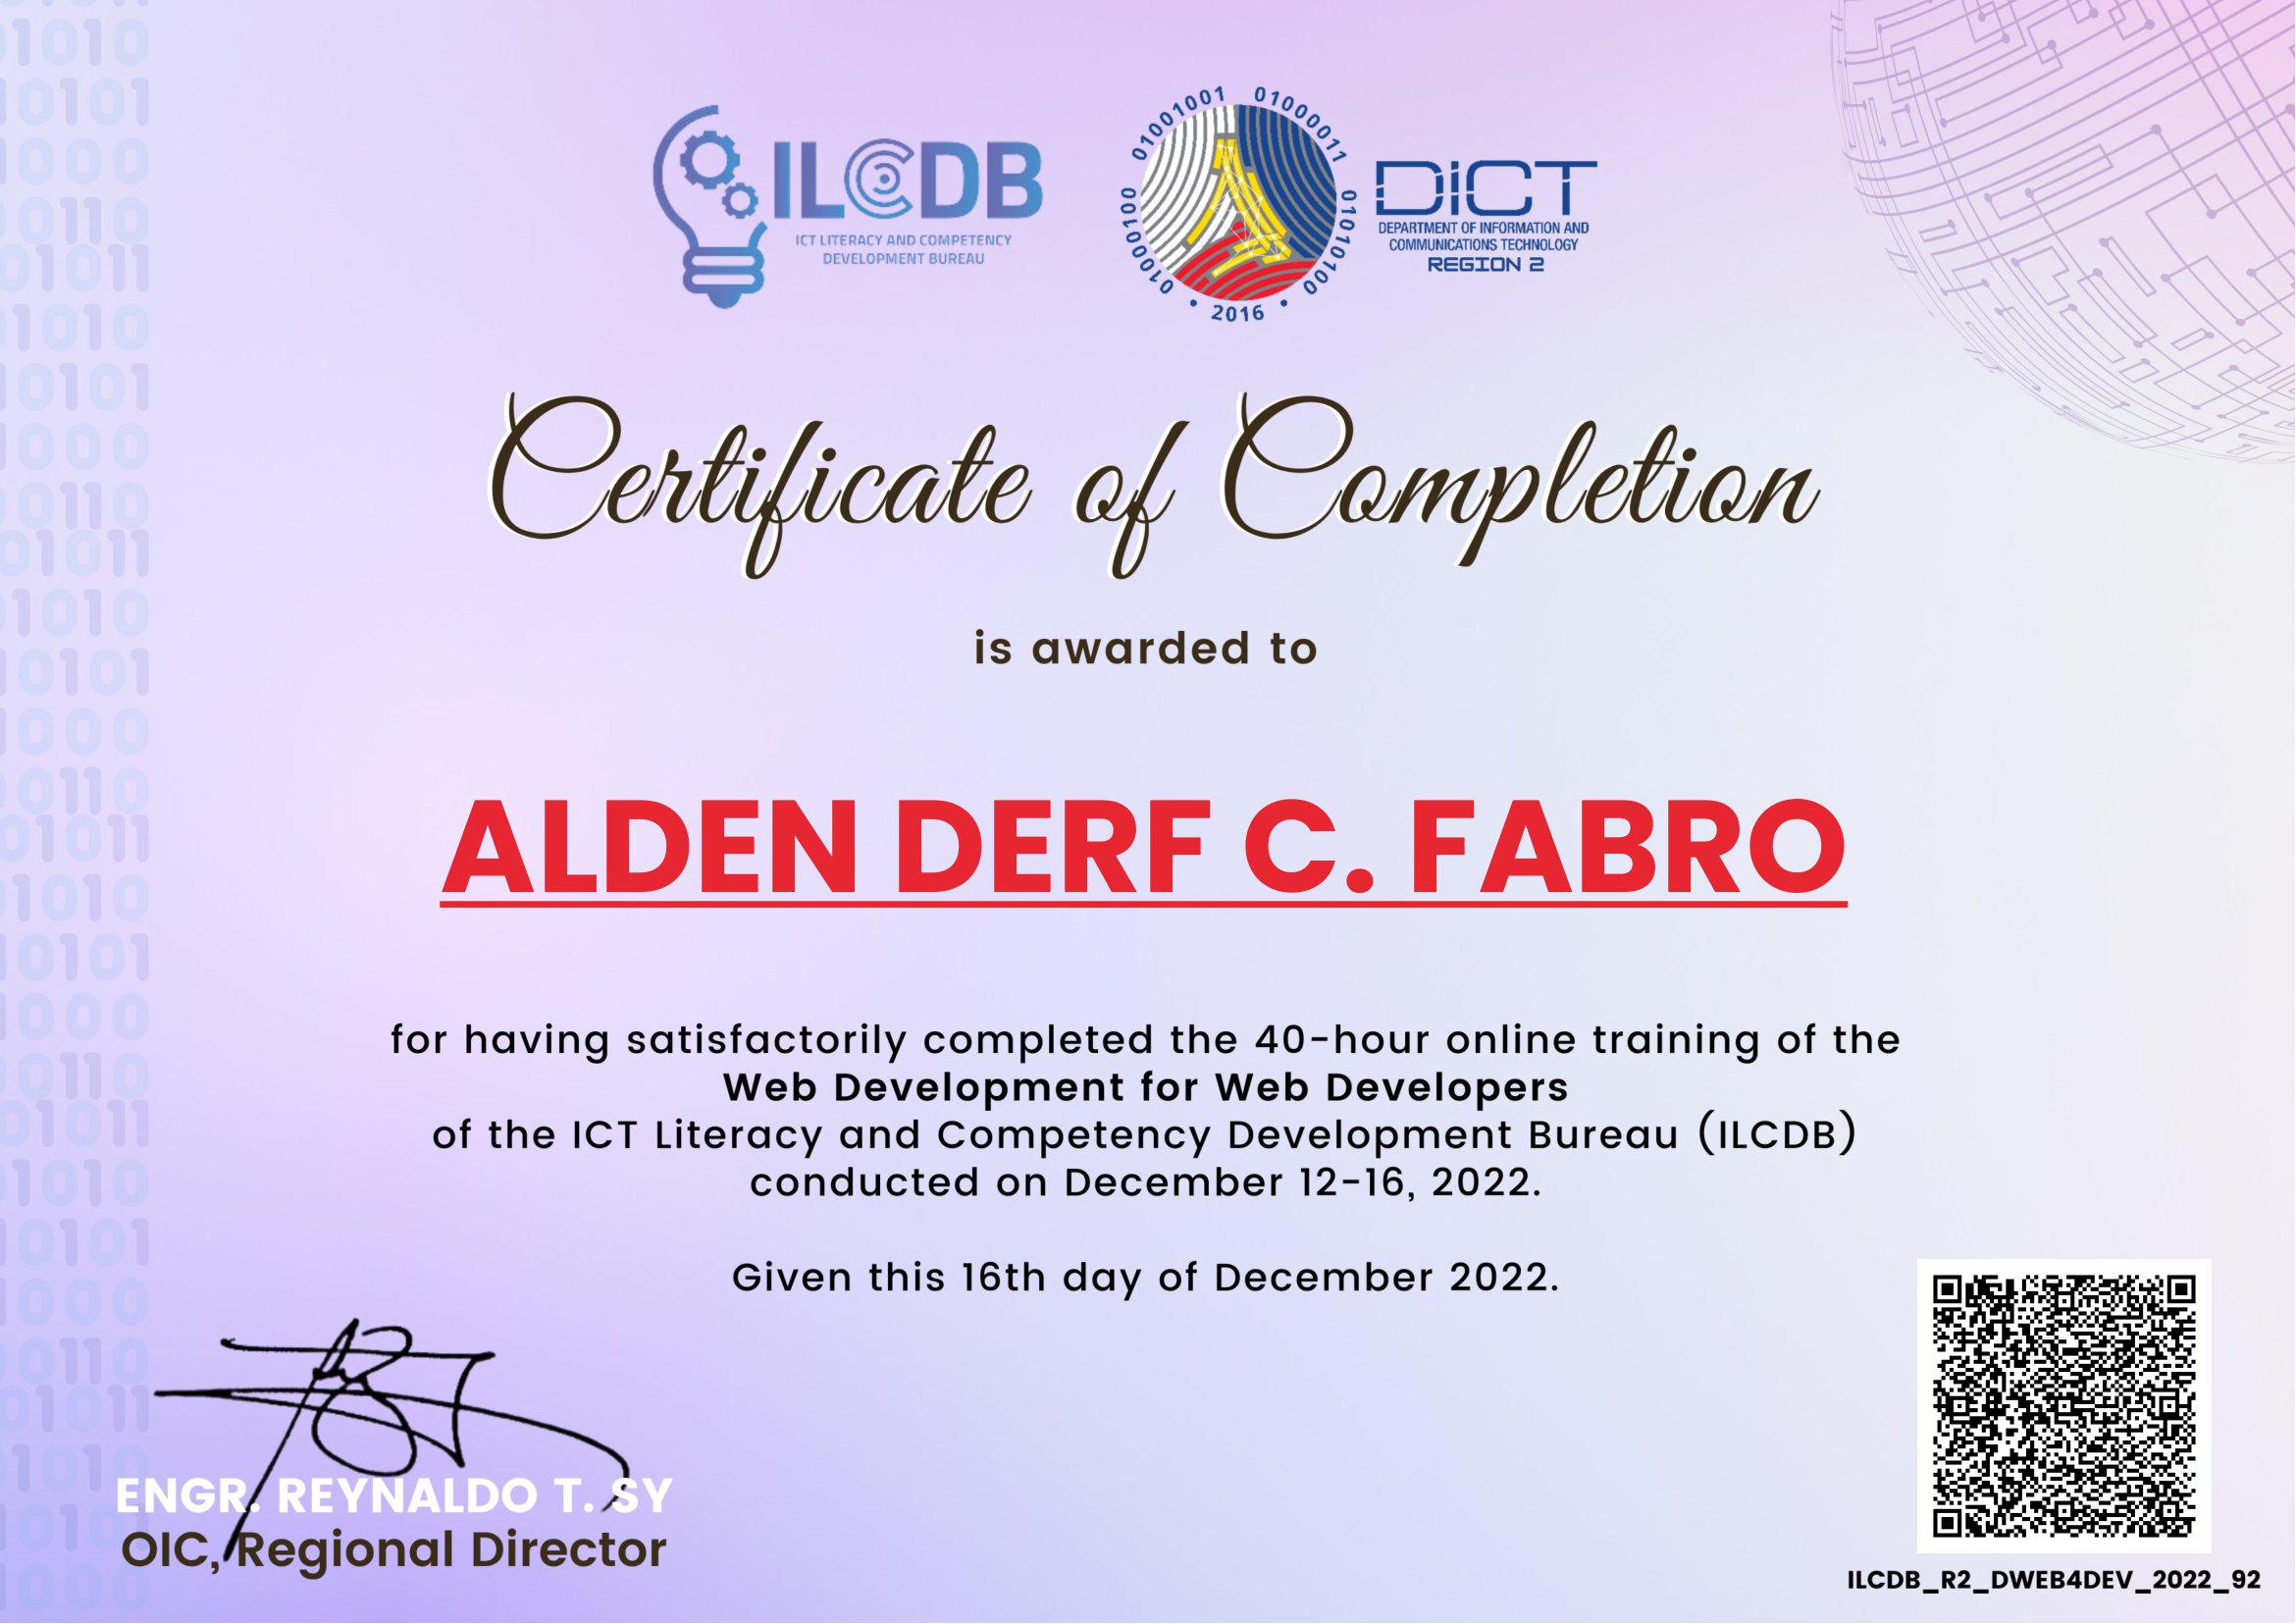 ILCDB
ICT LITERACY AND COMPETENCY
DEVELOPMENT BUREAU
01000100 01001001 01000011 01010100
2016
DICT
DEPARTMENT OF INFORMATION AND
COMMUNICATIONS TECHNOLOGY
REGION 2
Certificate of Completion
is awarded to
ALDEN DERF C. FABRO
for having satisfactorily completed the 40-hour online training of the
Web Development for Web Developers
of the ICT Literacy and Competency Development Bureau (ILCDB)
conducted on December 12-16, 2022.
Given this 16th day of December 2022.
ENGR. REYNALDO T. SY
OIC, Regional Director
ILCDB_R2_DWEB4DEV_2022_92